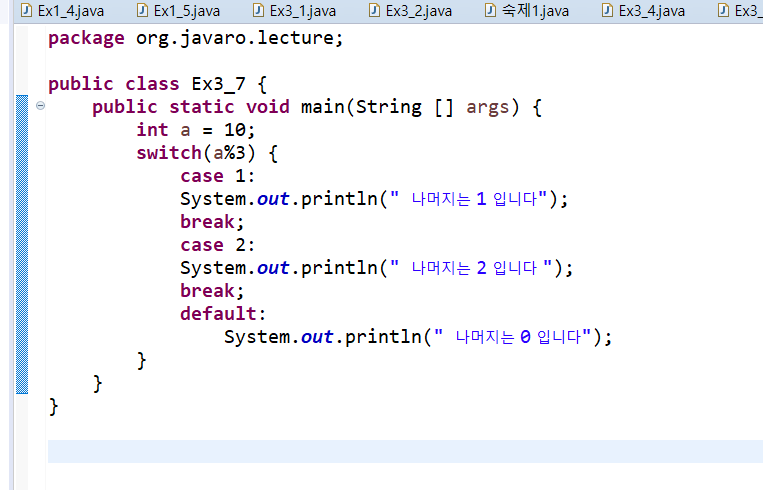 Ex1_4.java Ex1_5.java Ex3_1.java Ex3_2.java 숙제1.java Ex3_4.java Ex3_
package org.javaro.lecture;
public class Ex3_7 {
public static void main(String [] args) {
int a = 10;
switch(a%3) {
case 1:
System.out.println(" 나머지는 1 입니다");
break;
case 2:
System.out.println(" 나머지는 2 입니다 ");
break;
default:
System.out.println(" 나머지는 0 입니다");
}
}
}